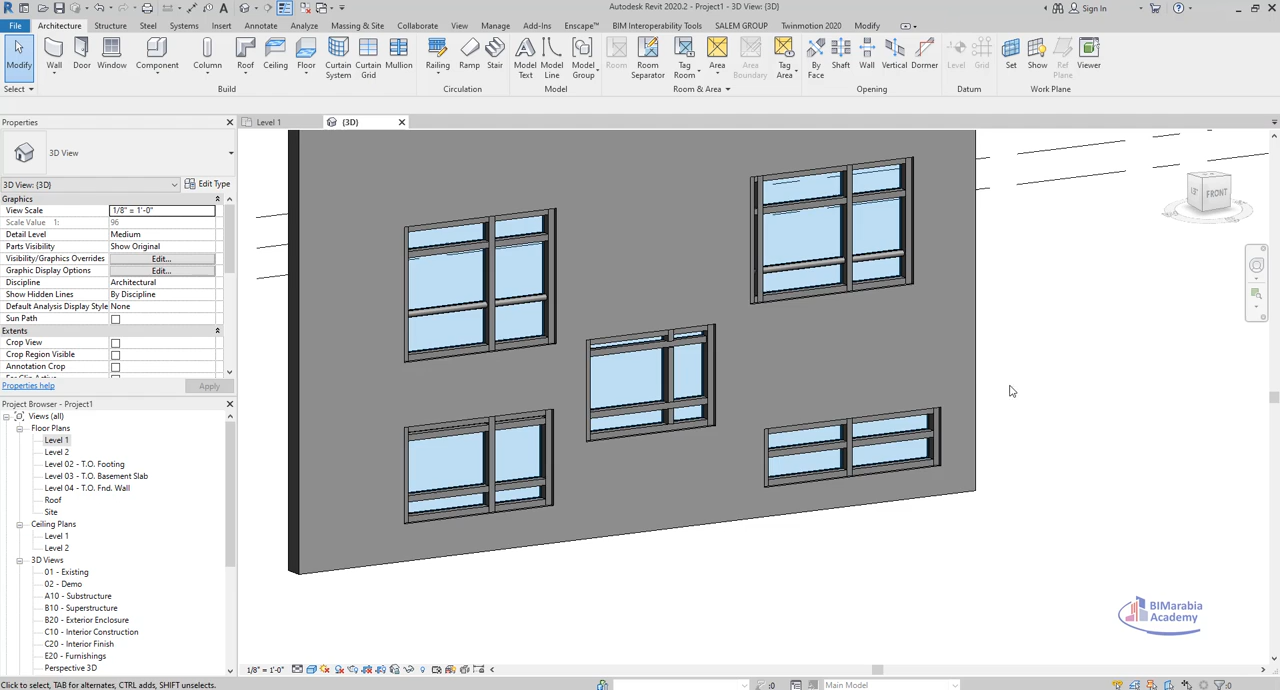 Autodesk Revit 2020.2 - Project1 - 3D View: {3D}
Sign In
File Architecture Structure Steel Systems Insert Annotate Analyze Massing & Site Collaborate View Manage Add-Ins Enscape™ BIM Interoperability Tools SALEM GROUP Twinmotion 2020 Modify
Modify Wall Door Window Component Column Roof Ceiling Floor Curtain System Curtain Grid Mullion Railing Ramp Stair Model Text Model Line Model Group Room Room Separator Tag Room Area Area Boundary Tag Area By Face Shaft Wall Vertical Dormer Level Grid Set Show Ref Plane Viewer
Select Build Circulation Model Room & Area Opening Datum Work Plane
Properties
Level 1
{3D}
3D View
3D View: {3D}
Edit Type
Graphics
View Scale 1/8" = 1'-0"
Scale Value 1: 96
Detail Level Medium
Parts Visibility Show Original
Visibility/Graphics Overrides Edit...
Graphic Display Options Edit...
Discipline Architectural
Show Hidden Lines By Discipline
Default Analysis Display Style None
Sun Path
Extents
Crop View
Crop Region Visible
Annotation Crop
Properties help
Apply
FRONT
Project Browser - Project1
Views (all)
Floor Plans
Level 1
Level 2
Level 02 - T.O. Footing
Level 03 - T.O. Basement Slab
Level 04 - T.O. Fnd. Wall
Roof
Site
Ceiling Plans
Level 1
Level 2
3D Views
01 - Existing
02 - Demo
A10 - Substructure
B10 - Superstructure
B20 - Exterior Enclosure
C10 - Interior Construction
C20 - Interior Finish
E20 - Furnishings
Perspective 3D
BIMarabia
Academy
1/8" = 1'-0"
Click to select, TAB for alternates, CTRL adds, SHIFT unselects.
:0
Main Model
:0